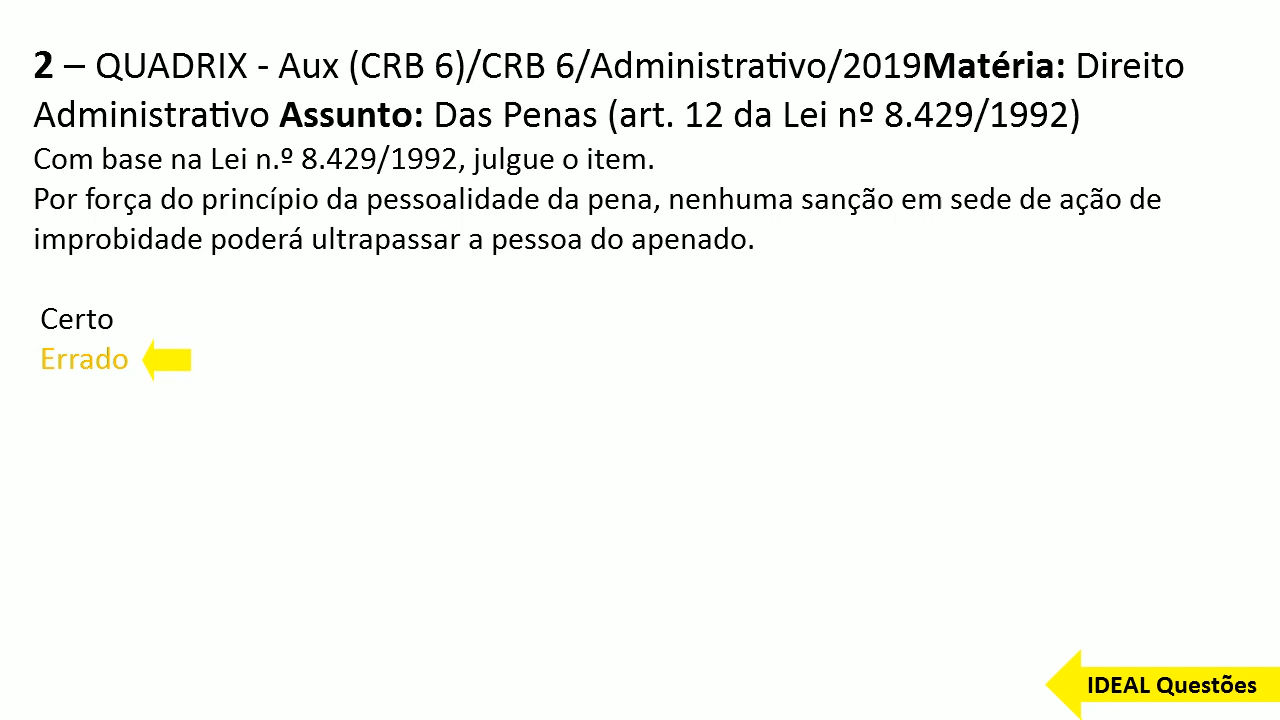 2 – QUADRIX - Aux (CRB 6)/CRB 6/Administrativo/2019Matéria: Direito
Administrativo Assunto: Das Penas (art. 12 da Lei nº 8.429/1992)
Com base na Lei n.º 8.429/1992, julgue o item.
Por força do princípio da pessoalidade da pena, nenhuma sanção em sede de ação de
improbidade poderá ultrapassar a pessoa do apenado.
Certo
Errado
IDEAL Questões